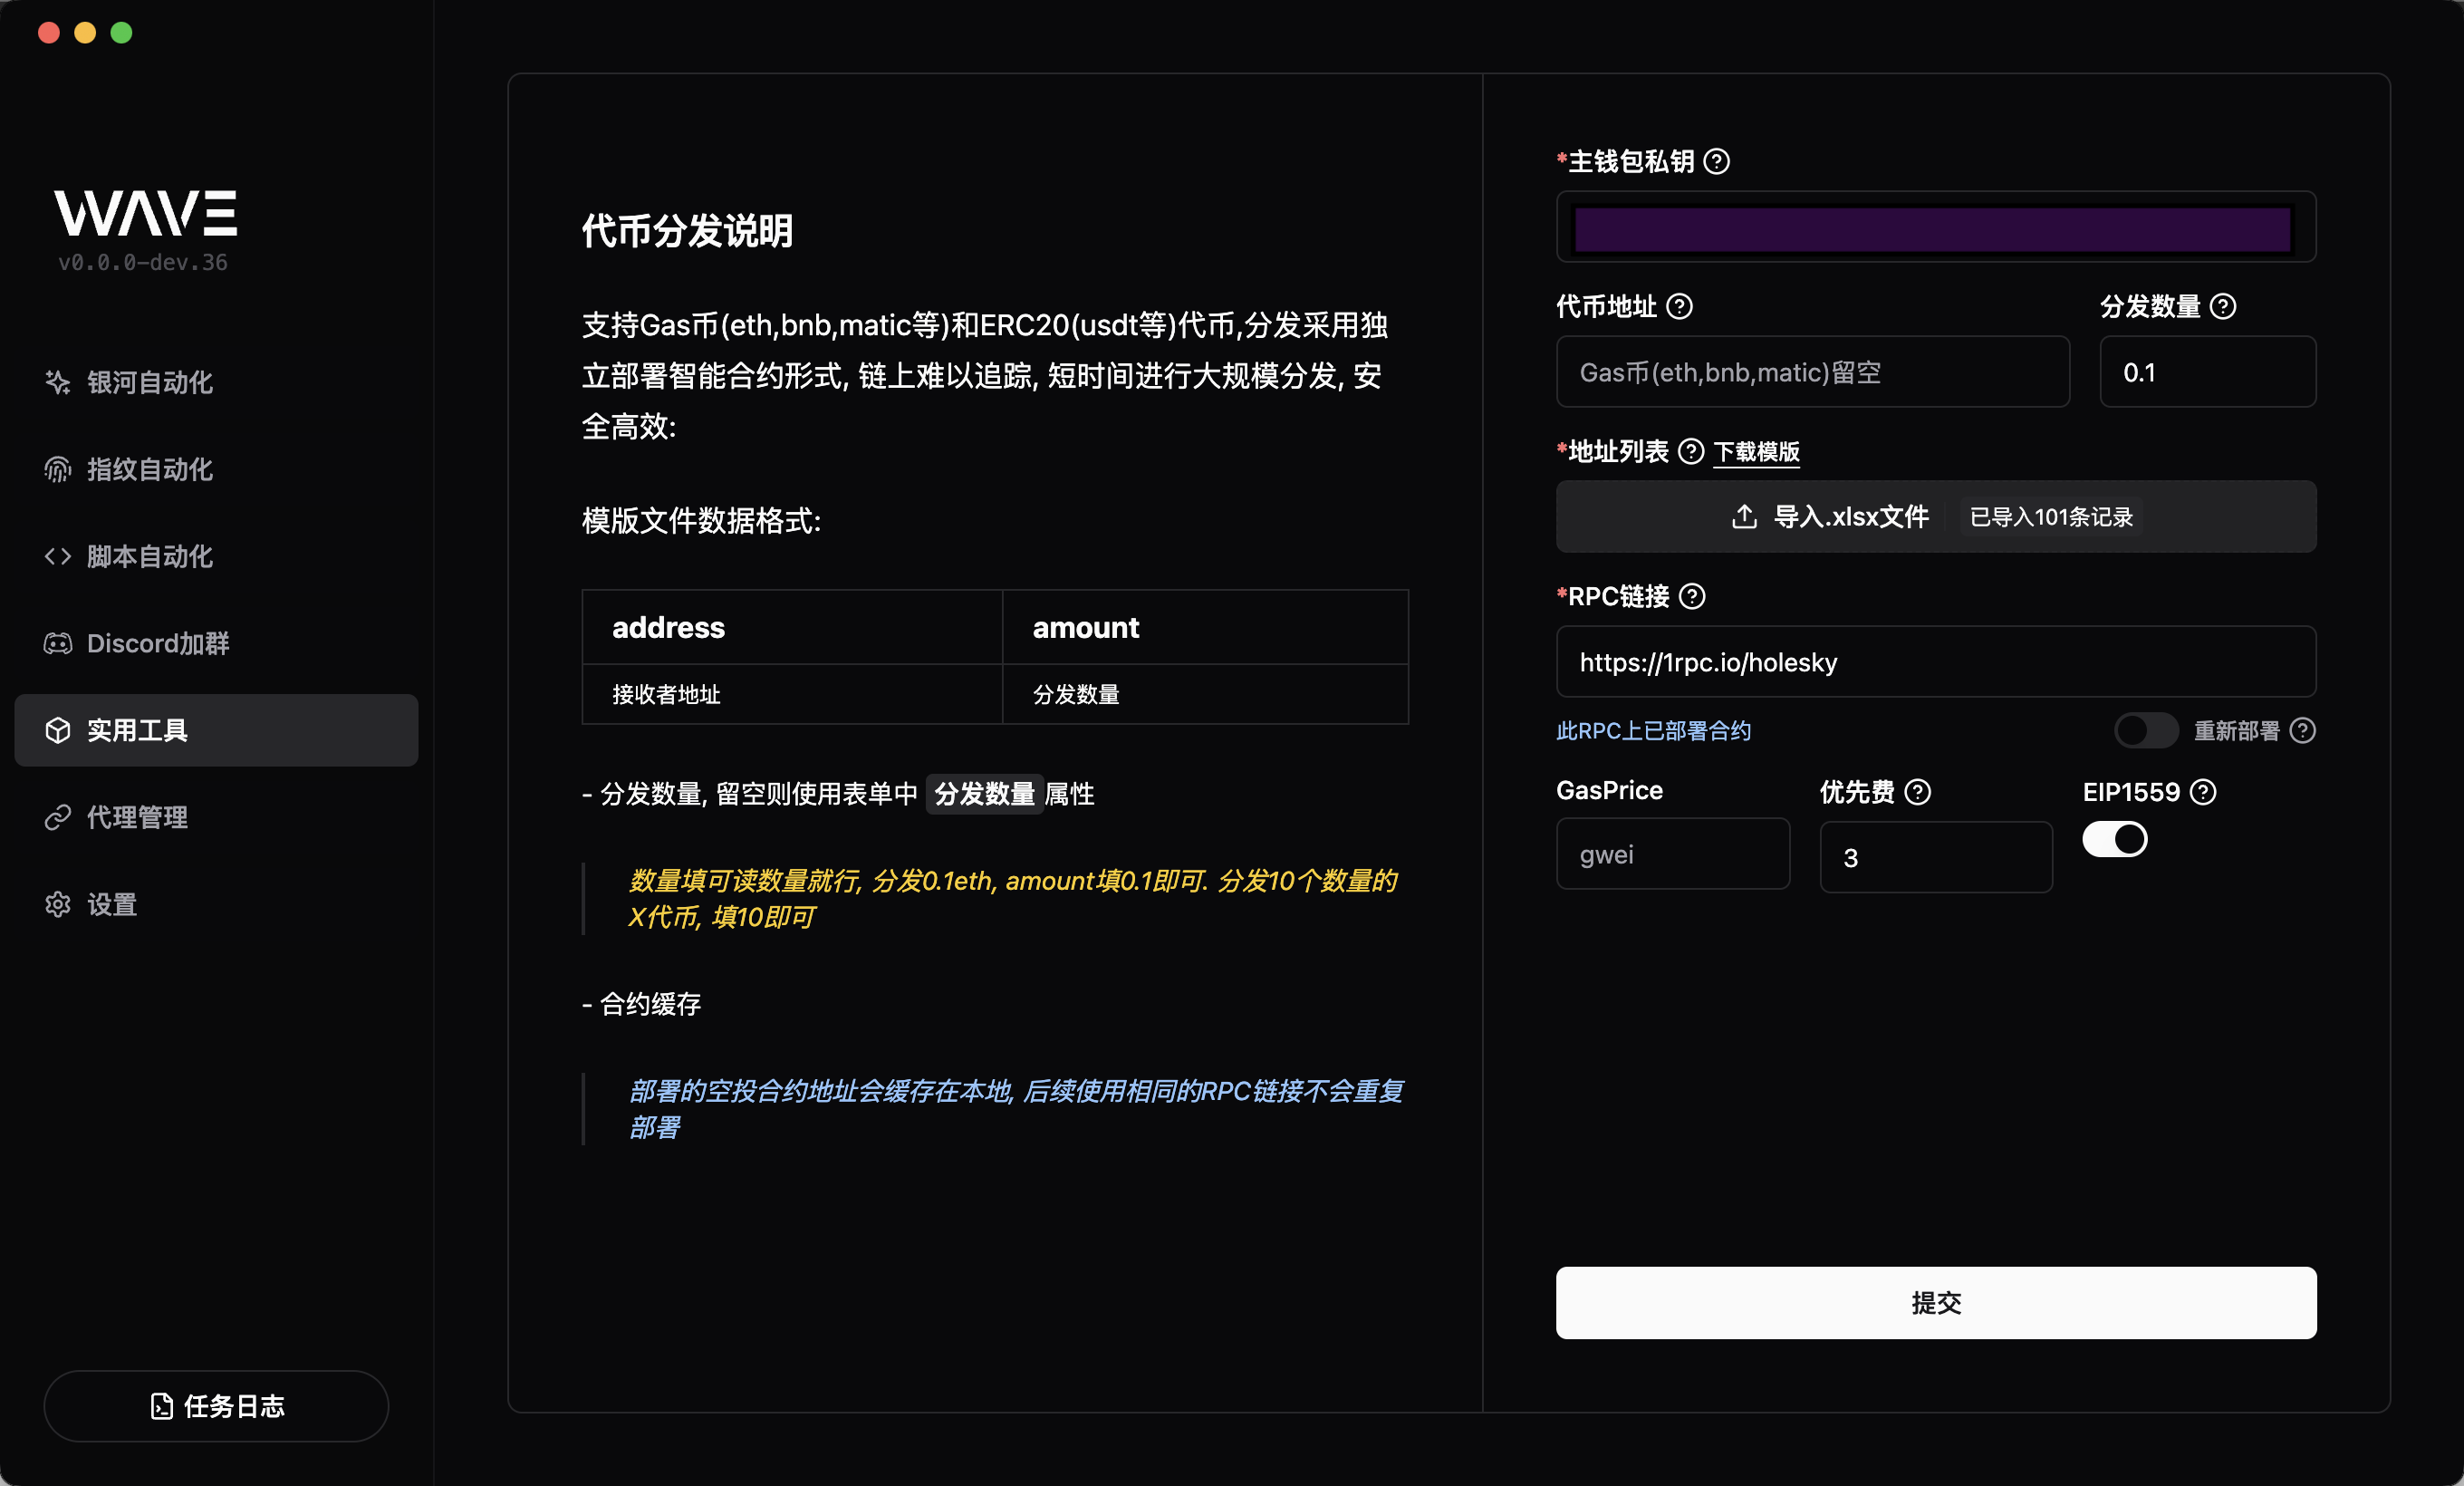 WAVE
v0.0.0-dev.36
银河自动化
指纹自动化
脚本自动化
Discord加群
实用工具
代理管理
设置
任务日志
代币分发说明
支持Gas币(eth,bnb,matic等)和ERC20(usdt等)代币,分发采用独
立部署智能合约形式, 链上难以追踪, 短时间进行大规模分发, 安
全高效:
模版文件数据格式:
address amount
接收者地址 分发数量
- 分发数量, 留空则使用表单中 分发数量 属性
数量填可读数量就行, 分发0.1eth, amount填0.1即可. 分发10个数量的
X代币, 填10即可
- 合约缓存
部署的空投合约地址会缓存在本地, 后续使用相同的RPC链接不会重复
部署
*主钱包私钥
代币地址 分发数量
Gas币(eth,bnb,matic)留空 0.1
*地址列表 下载模版
导入.xlsx文件 已导入101条记录
*RPC链接
https://1rpc.io/holesky
此RPC上已部署合约 重新部署
GasPrice 优先费 EIP1559
gwei 3
提交